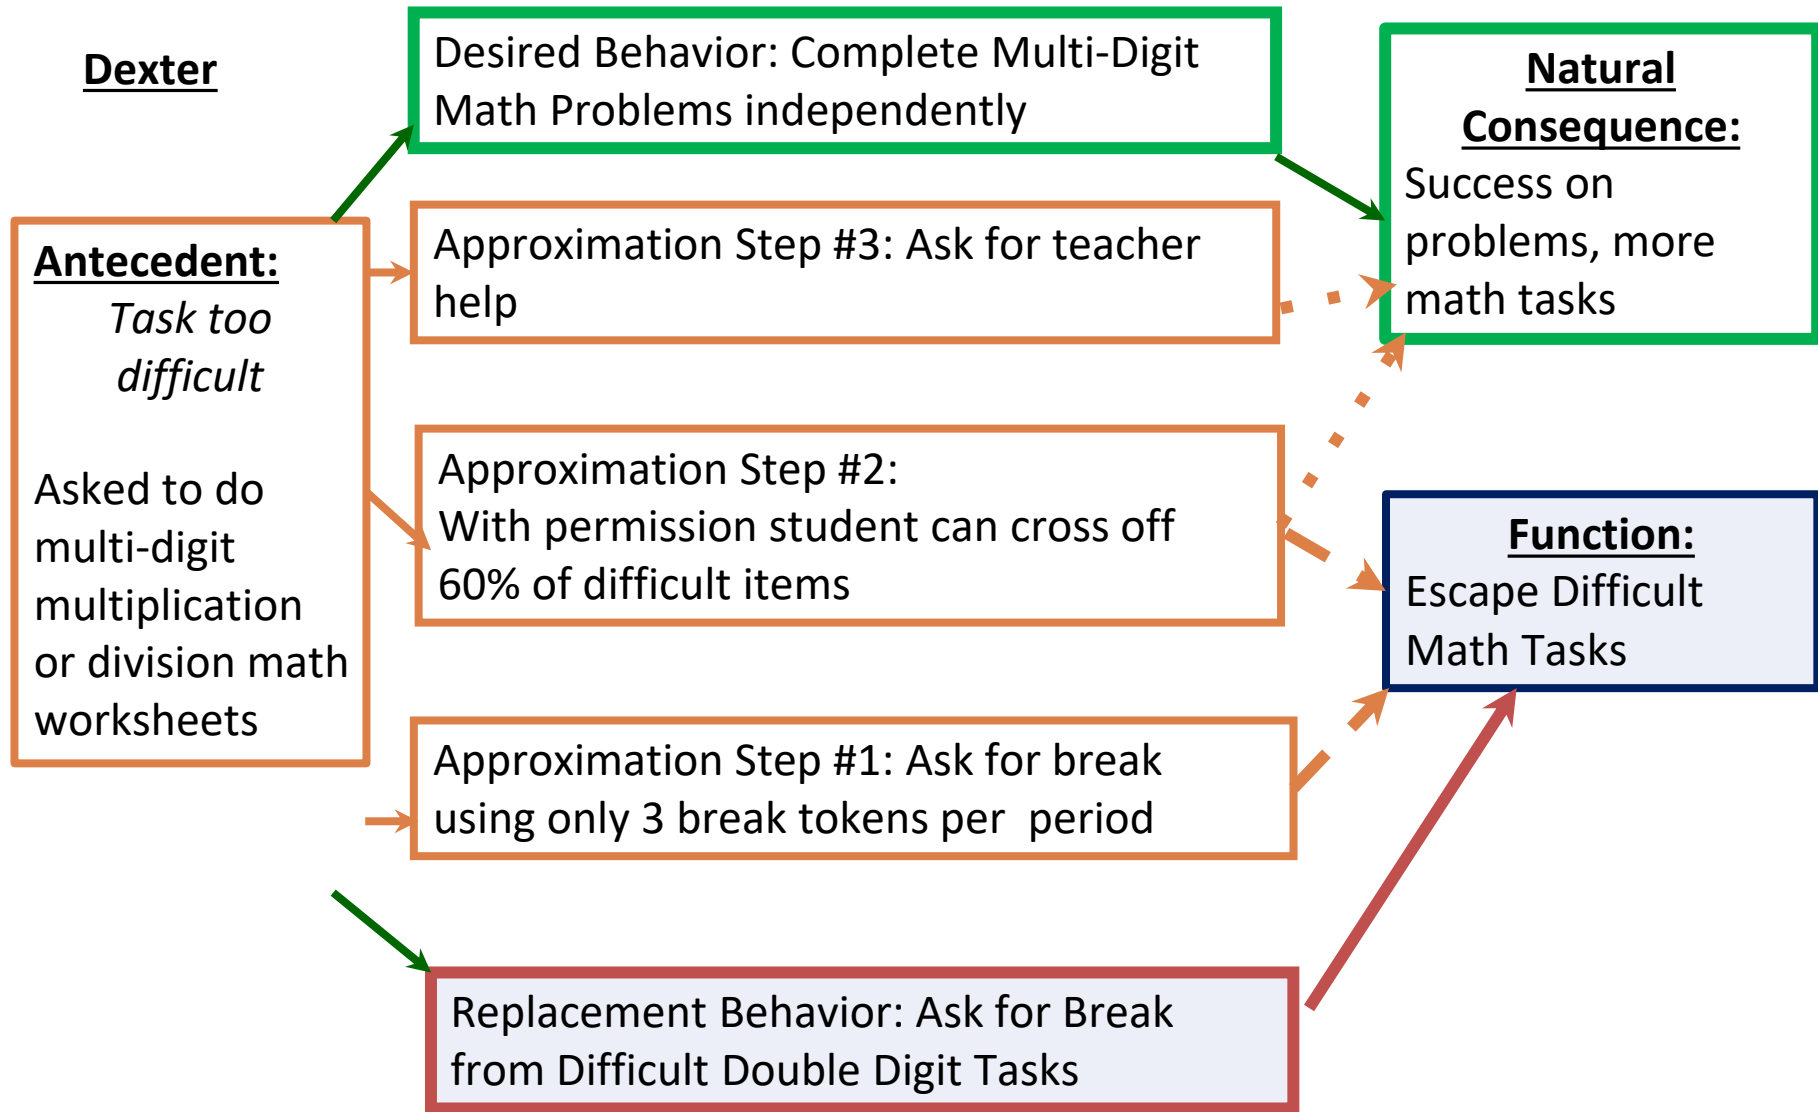 Dexter
Desired Behavior: Complete Multi-Digit
Math Problems independently
Natural
Consequence:
Success on
problems, more
math tasks
Antecedent:
Task too
difficult
Asked to do
multi-digit
multiplication
or division math
worksheets
Approximation Step #3: Ask for teacher
help
Approximation Step #2:
With permission student can cross off
60% of difficult items
Function:
Escape Difficult
Math Tasks
Approximation Step #1: Ask for break
using only 3 break tokens per  period
Replacement Behavior: Ask for Break
from Difficult Double Digit Tasks